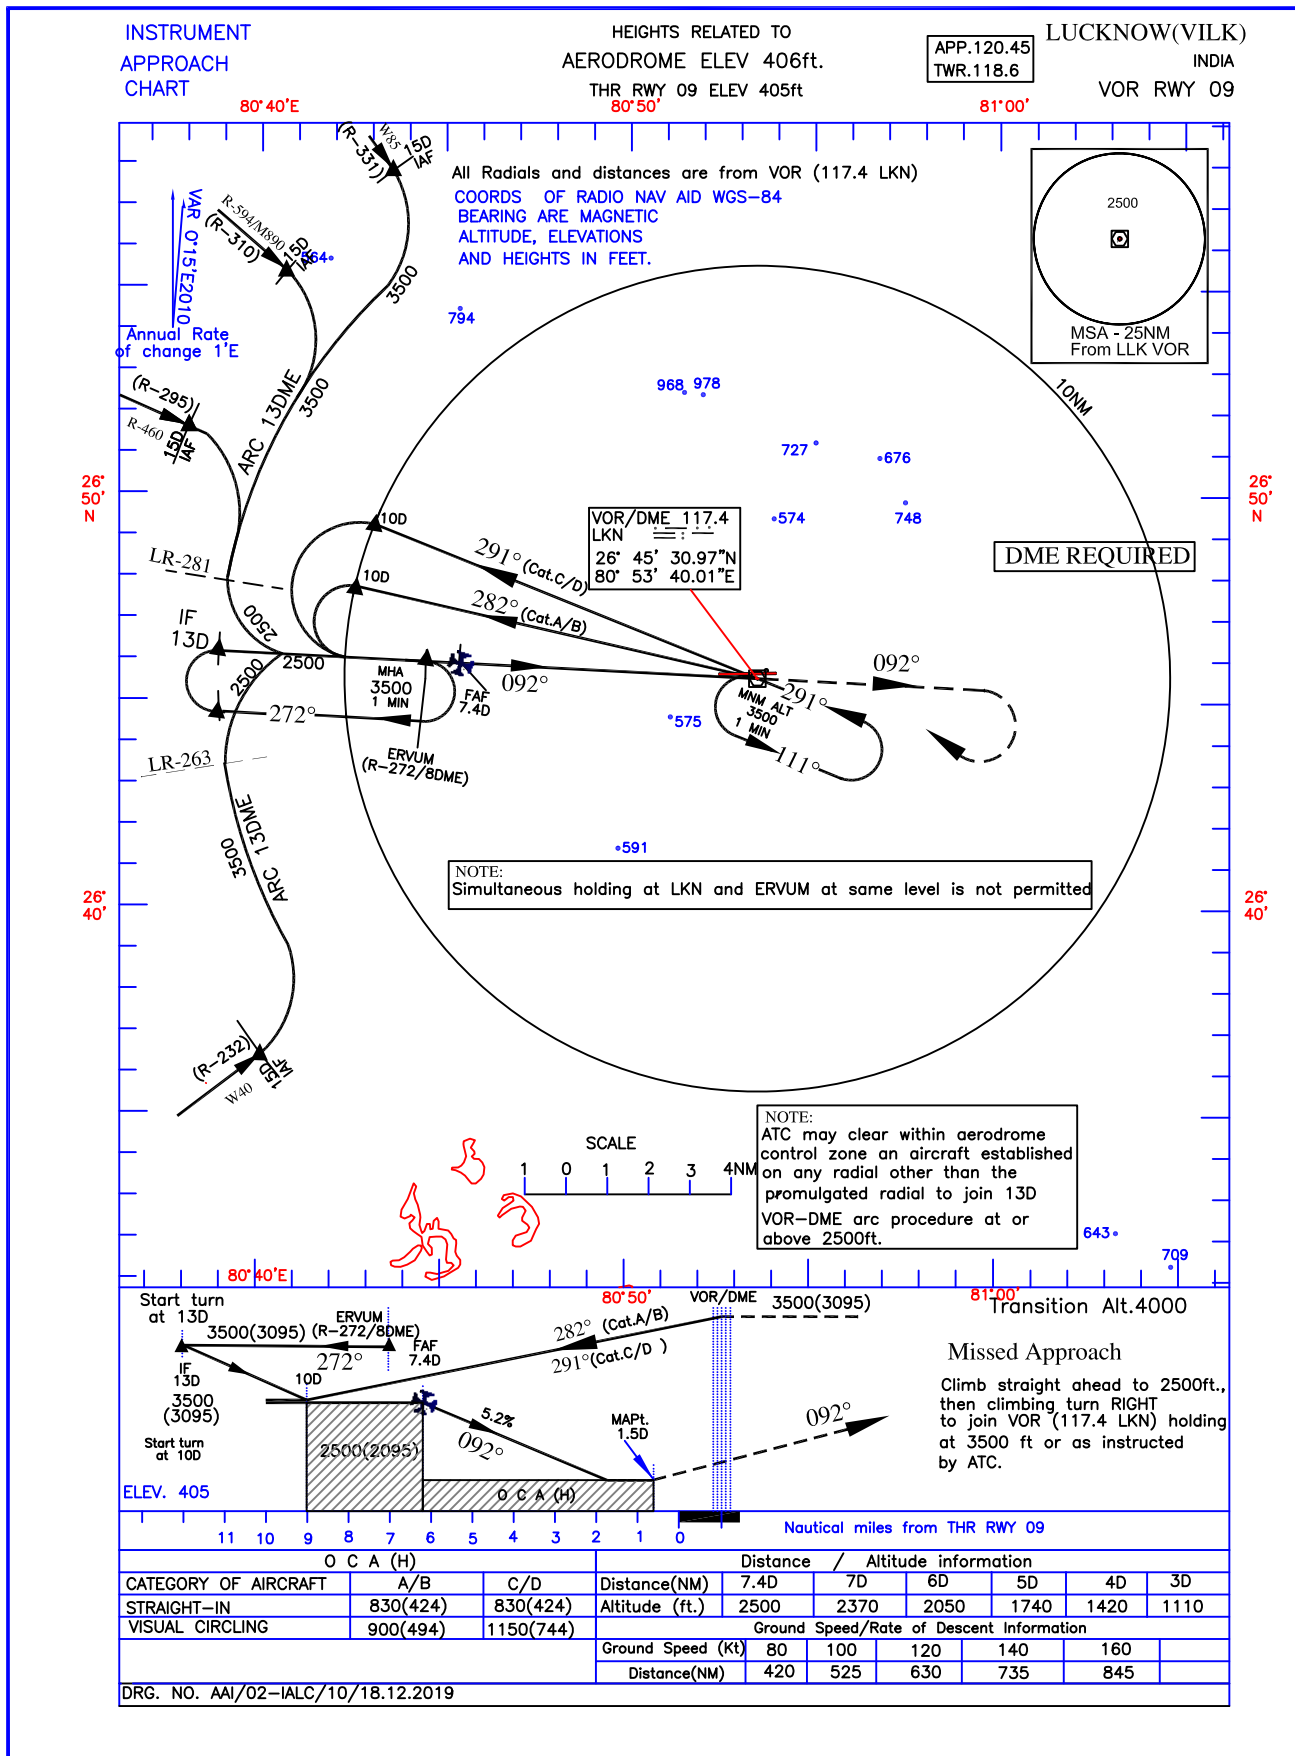 INSTRUMENT
APPROACH
CHART
HEIGHTS RELATED TO
AERODROME ELEV 406ft.
THR RWY 09 ELEV 405ft
APP.120.45
TWR.118.6
LUCKNOW(VILK)
INDIA
VOR RWY 09
80°40'E
80°50'
81°00'
All Radials and distances are from VOR (117.4 LKN)
COORDS OF RADIO NAV AID WGS-84
BEARING ARE MAGNETIC
ALTITUDE, ELEVATIONS
AND HEIGHTS IN FEET.
W85
(R-331)
15D
IAF
R-594/M890
(R-310)
15D
IAF
564
VAR 0°15'E2010
Annual Rate
of change 1'E
3500
794
2500
MSA - 25NM
From LLK VOR
(R-295)
R-460
15D
IAF
ARC 13DME
3500
968
978
10NM
727
676
26°
50'
N
26°
50'
N
574
748
VOR/DME 117.4
LKN
26° 45' 30.97"N
80° 53' 40.01"E
DME REQUIRED
10D
291° (Cat.C/D)
LR-281
10D
282° (Cat.A/B)
IF
13D
2500
2500
2500
MHA
3500
1 MIN
FAF
7.4D
092°
092°
272°
291°
MNM ALT
3500
1 MIN
111°
575
ERVUM
(R-272/8DME)
LR-263
ARC 13DME
3500
591
NOTE:
Simultaneous holding at LKN and ERVUM at same level is not permitted
26°
40'
26°
40'
(R-232)
W40
15D
IAF
SCALE
1 0 1 2 3 4NM
NOTE:
ATC may clear within aerodrome
control zone an aircraft established
on any radial other than the
promulgated radial to join 13D
VOR-DME arc procedure at or
above 2500ft.
643
709
80°40'E
80°50'
81°00'
Start turn
at 13D
3500(3095)
ERVUM
(R-272/8DME)
272°
FAF
7.4D
IF
13D
3500
(3095)
10D
Start turn
at 10D
282° (Cat.A/B)
291°(Cat.C/D )
VOR/DME
3500(3095)
Transition Alt.4000
Missed Approach
Climb straight ahead to 2500ft.,
then climbing turn RIGHT
to join VOR (117.4 LKN) holding
at 3500 ft or as instructed
by ATC.
5.2%
092°
MAPt.
1.5D
092°
2500(2095)
O C A (H)
ELEV. 405
11 10 9 8 7 6 5 4 3 2 1 0
Nautical miles from THR RWY 09
O C A (H)
Distance / Altitude information
CATEGORY OF AIRCRAFT A/B C/D
Distance(NM) 7.4D 7D 6D 5D 4D 3D
STRAIGHT-IN 830(424) 830(424)
Altitude (ft.) 2500 2370 2050 1740 1420 1110
VISUAL CIRCLING 900(494) 1150(744)
Ground Speed/Rate of Descent Information
Ground Speed (Kt) 80 100 120 140 160
Distance(NM) 420 525 630 735 845
DRG. NO. AAI/02-IALC/10/18.12.2019